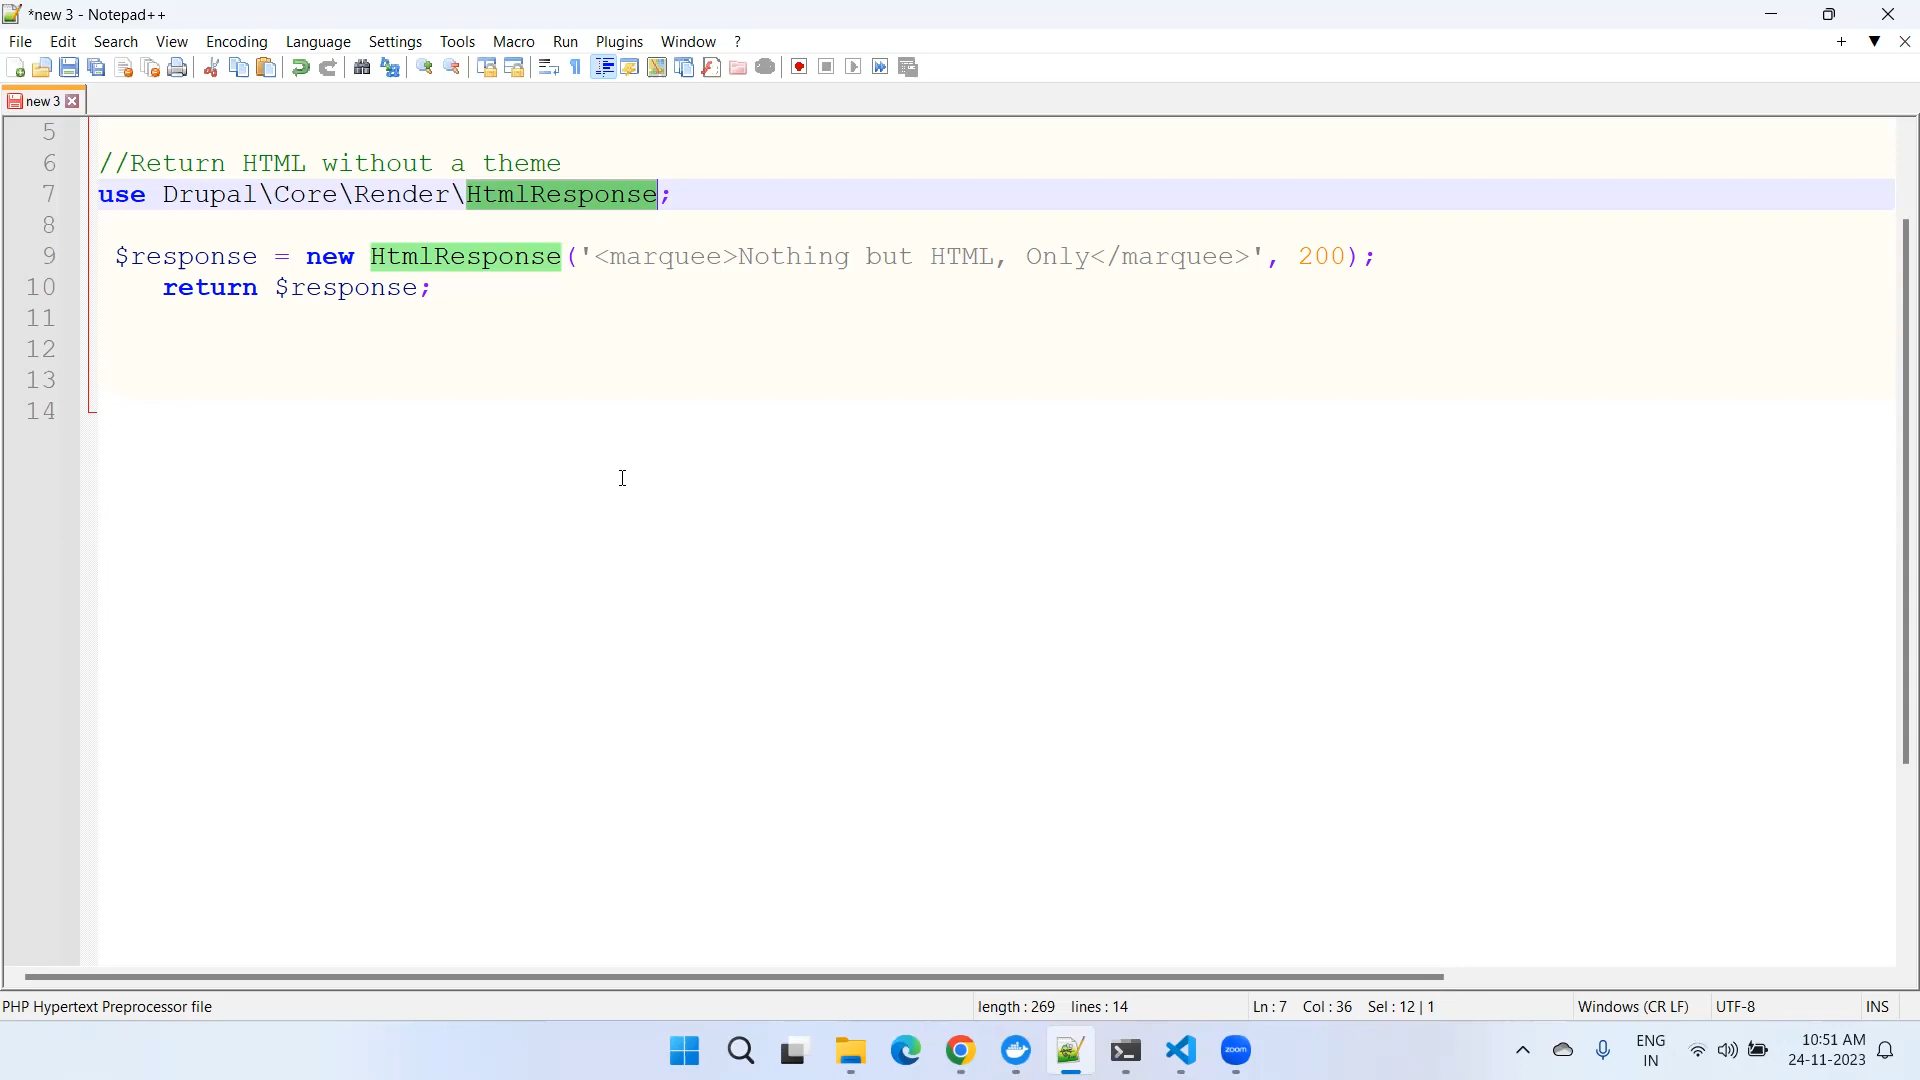 *new 3 - Notepad++
File Edit Search View Encoding Language Settings Tools Macro Run Plugins Window ?
new 3
5
6 //Return HTML without a theme
7 use Drupal\Core\Render\HtmlResponse;
8
9 $response = new HtmlResponse('<marquee>Nothing but HTML, Only</marquee>', 200);
10 return $response;
11
12
13
14
PHP Hypertext Preprocessor file length : 269 lines : 14 Ln : 7 Col : 36 Sel : 12 | 1 Windows (CR LF) UTF-8 INS
zoom
ENG
IN
10:51 AM
24-11-2023